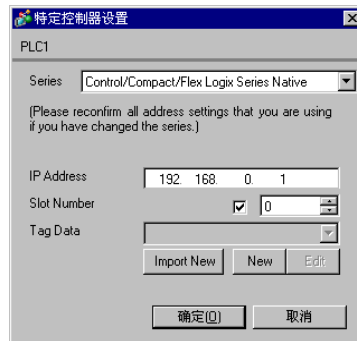 特定控制器设置
PLC1
Series Control/Compact/Flex Logix Series Native
(Please reconfirm all address settings that you are using
if you have changed the series.)
IP Address 192. 168. 0. 1
Slot Number 0
Tag Data
Import New New Edit
确定(O) 取消